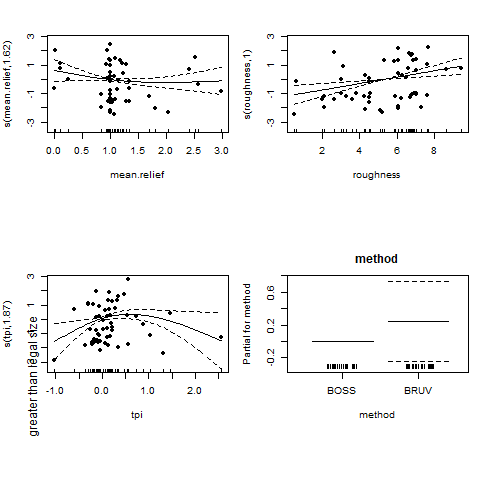 s(mean.relief,1.62)
3
1
-1
-3
0.0 0.5 1.0 1.5 2.0 2.5 3.0
mean.relief
s(roughness,1)
3
1
-1
-3
2 4 6 8
roughness
s(tpi,1.87)
greater than legal size
3
1
-1
-3
-1.0 0.0 1.0 2.0
tpi
method
Partial for method
0.6
0.2
-0.2
BOSS BRUV
method